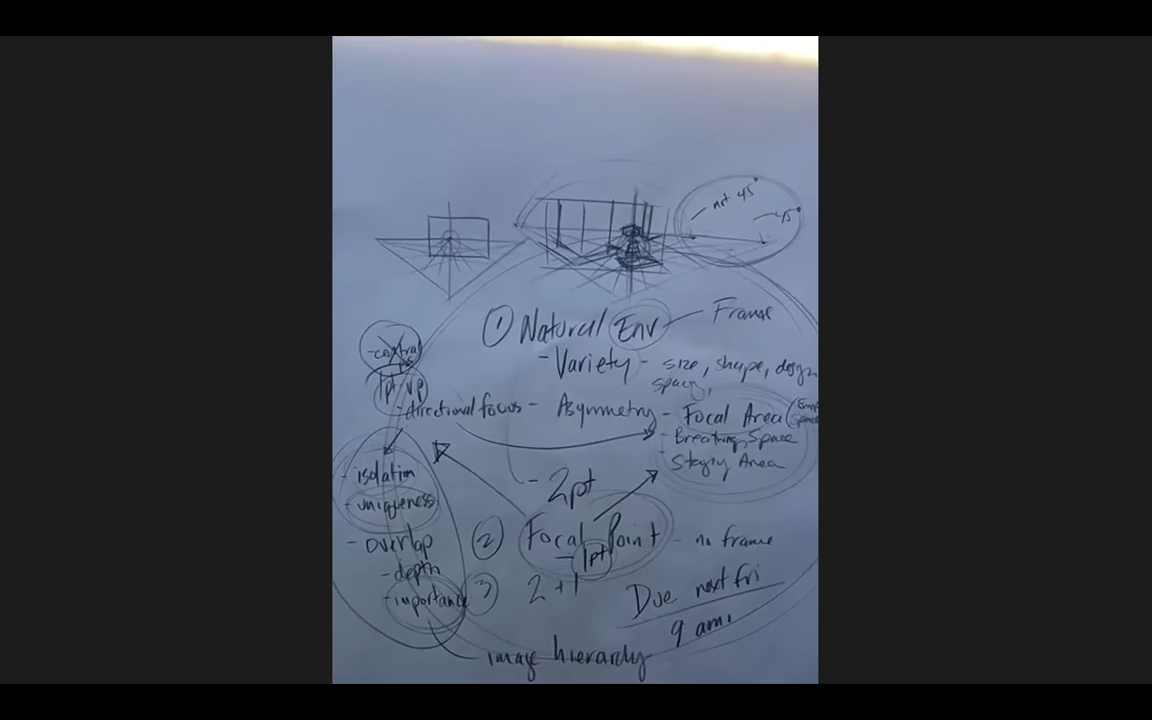 not 45°
45°
① Natural Env - Frame
- central
- Variety - size, shape, design
space,
1pt vp
- directional focus - Asymmetry - Focal Area (Emp
Space
- Breathing Space
- Staging Area
- isolation
- 2pt
- uniqueness
- overlap
② Focal Point - no frame
- 1pt
- depth
- importance
③ 2+1
Due next fri
9 am.
image hierarchy